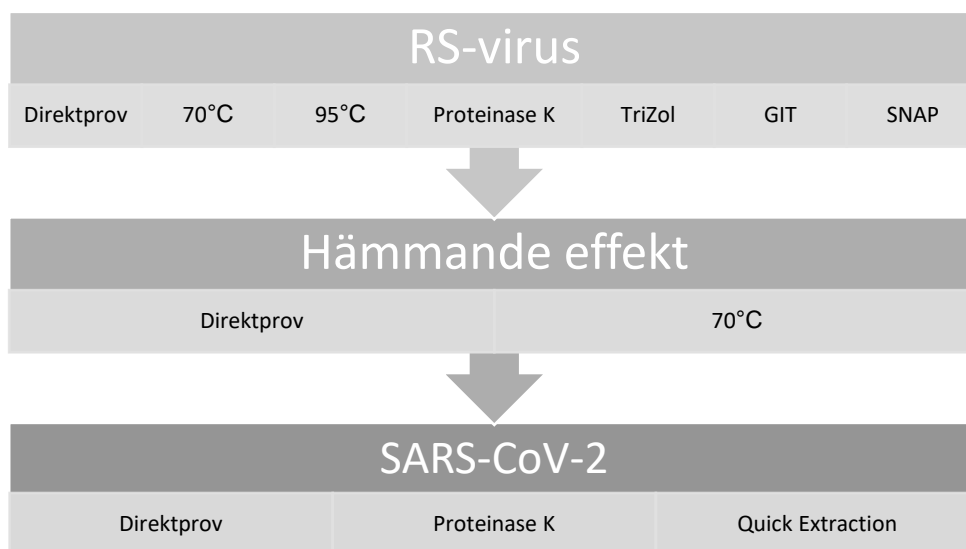 RS-virus
Direktprov 70°C 95°C Proteinase K TriZol GIT SNAP
Hämmande effekt
Direktprov 70°C
SARS-CoV-2
Direktprov Proteinase K Quick Extraction